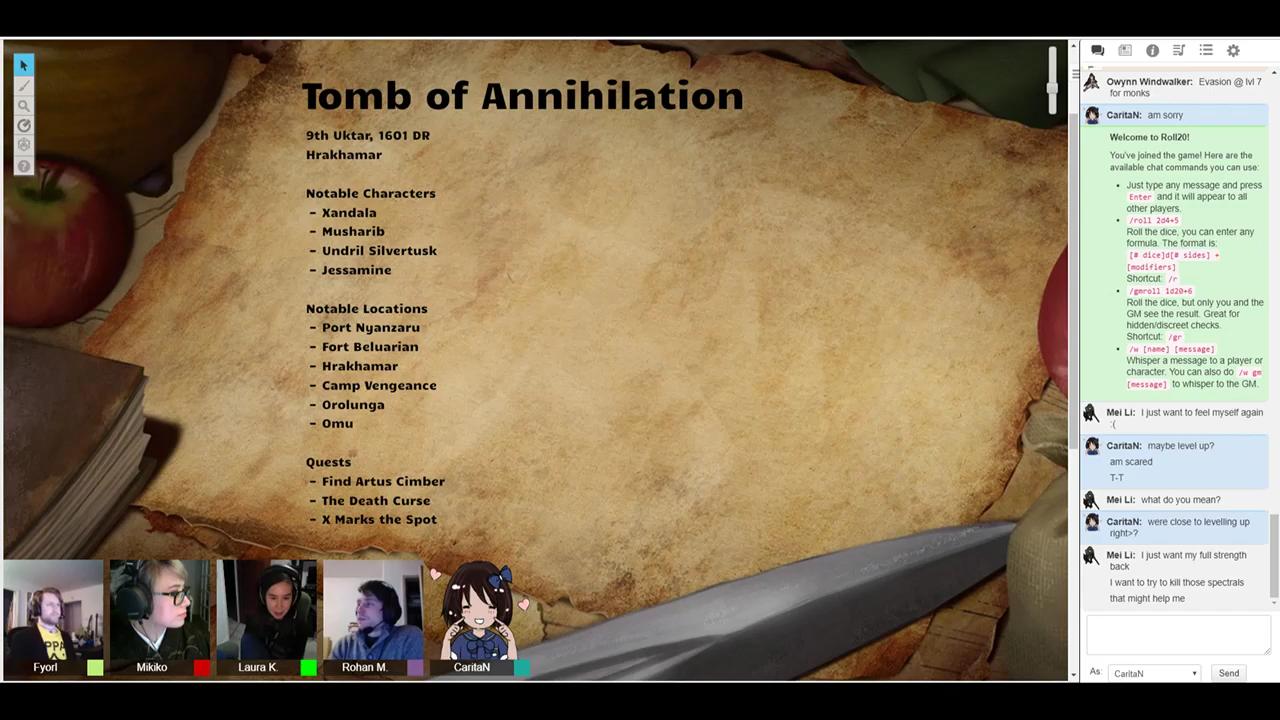 Tomb of Annihilation
9th Uktar, 1601 DR
Hrakhamar
Notable Characters
- Xandala
- Musharib
- Undril Silvertusk
- Jessamine
Notable Locations
- Port Nyanzaru
- Fort Beluarian
- Hrakhamar
- Camp Vengeance
- Orolunga
- Omu
Quests
- Find Artus Cimber
- The Death Curse
- X Marks the Spot
Fyorl
Mikiko
Laura K.
Rohan M.
CaritaN
Owynn Windwalker: Evasion @ lvl 7
for monks
CaritaN: am sorry
Welcome to Roll20!
You've joined the game! Here are the
available chat commands you can use:
• Just type any message and press
Enter and it will appear to all
other players.
• /roll 2d4+5
Roll the dice, you can enter any
formula. The format is:
[# dice]d[# sides] +
[modifiers]
Shortcut: /r
• /gmroll 1d20+6
Roll the dice, but only you and the
GM see the result. Great for
hidden/discreet checks.
Shortcut: /gr
• /w [name] [message]
Whisper a message to a player or
character. You can also do /w gm
[message] to whisper to the GM.
Mei Li: I just want to feel myself again
:(
CaritaN: maybe level up?
am scared
T-T
Mei Li: what do you mean?
CaritaN: were close to levelling up
right>?
Mei Li: I just want my full strength
back
I want to try to kill those spectrals
that might help me
As: CaritaN
Send